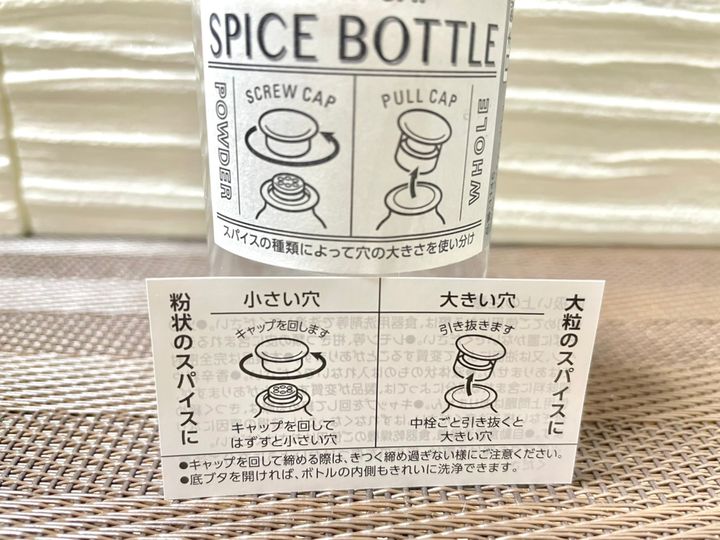 SPICE BOTTLE
POWDER
SCREW CAP
PULL CAP
WHOLE
スパイスの種類によって穴の大きさを使い分け
粉状のスパイスに
小さい穴
キャップを回します
キャップを回して
はずすと小さい穴
大きい穴
引き抜きます
中栓ごと引き抜くと
大きい穴
大粒のスパイスに
●キャップを回して締める際は、きつく締め過ぎない様にご注意ください。
●底ブタを開ければ、ボトルの内側もきれいに洗浄できます。